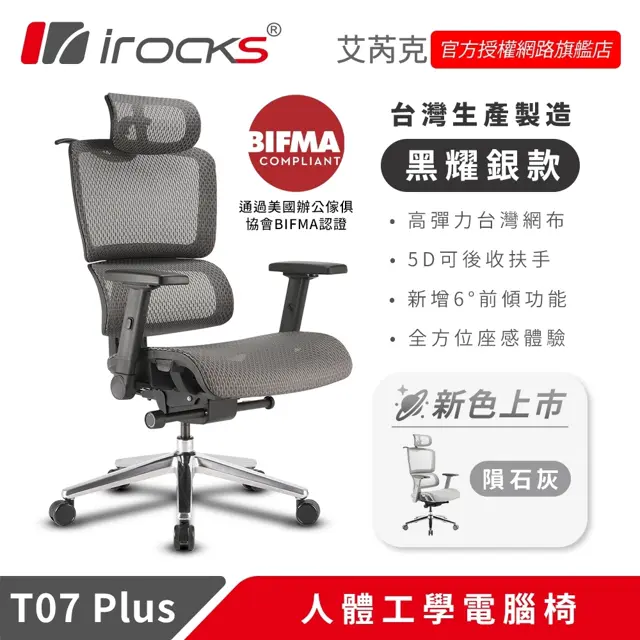 irocks®
艾芮克
官方授權網路旗艦店
BIFMA
COMPLIANT
通過美國辦公傢俱
協會BIFMA認證
台灣生產製造
黑耀銀款
• 高彈力台灣網布
• 5D可後收扶手
• 新增6°前傾功能
• 全方位座感體驗
新色上市
隕石灰
T07 Plus
人體工學電腦椅